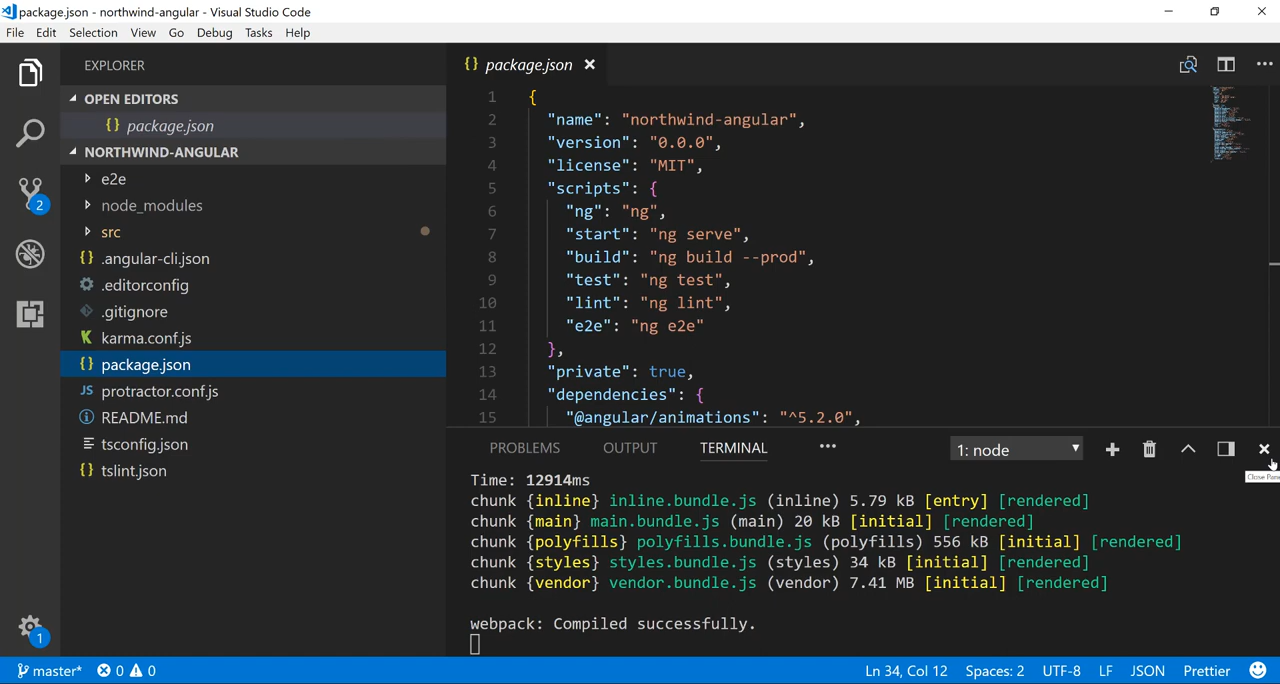 package.json - northwind-angular - Visual Studio Code
File Edit Selection View Go Debug Tasks Help
EXPLORER
OPEN EDITORS
{} package.json
NORTHWIND-ANGULAR
e2e
node_modules
src
{} .angular-cli.json
.editorconfig
.gitignore
karma.conf.js
{} package.json
JS protractor.conf.js
README.md
tsconfig.json
{} tslint.json
2
1
{} package.json
1 {
2 "name": "northwind-angular",
3 "version": "0.0.0",
4 "license": "MIT",
5 "scripts": {
6 "ng": "ng",
7 "start": "ng serve",
8 "build": "ng build --prod",
9 "test": "ng test",
10 "lint": "ng lint",
11 "e2e": "ng e2e"
12 },
13 "private": true,
14 "dependencies": {
15 "@angular/animations": "^5.2.0",
PROBLEMS OUTPUT TERMINAL ••• 1: node
Close Pane
Time: 12914ms
chunk {inline} inline.bundle.js (inline) 5.79 kB [entry] [rendered]
chunk {main} main.bundle.js (main) 20 kB [initial] [rendered]
chunk {polyfills} polyfills.bundle.js (polyfills) 556 kB [initial] [rendered]
chunk {styles} styles.bundle.js (styles) 34 kB [initial] [rendered]
chunk {vendor} vendor.bundle.js (vendor) 7.41 MB [initial] [rendered]
webpack: Compiled successfully.
master* 0 0 Ln 34, Col 12 Spaces: 2 UTF-8 LF JSON Prettier